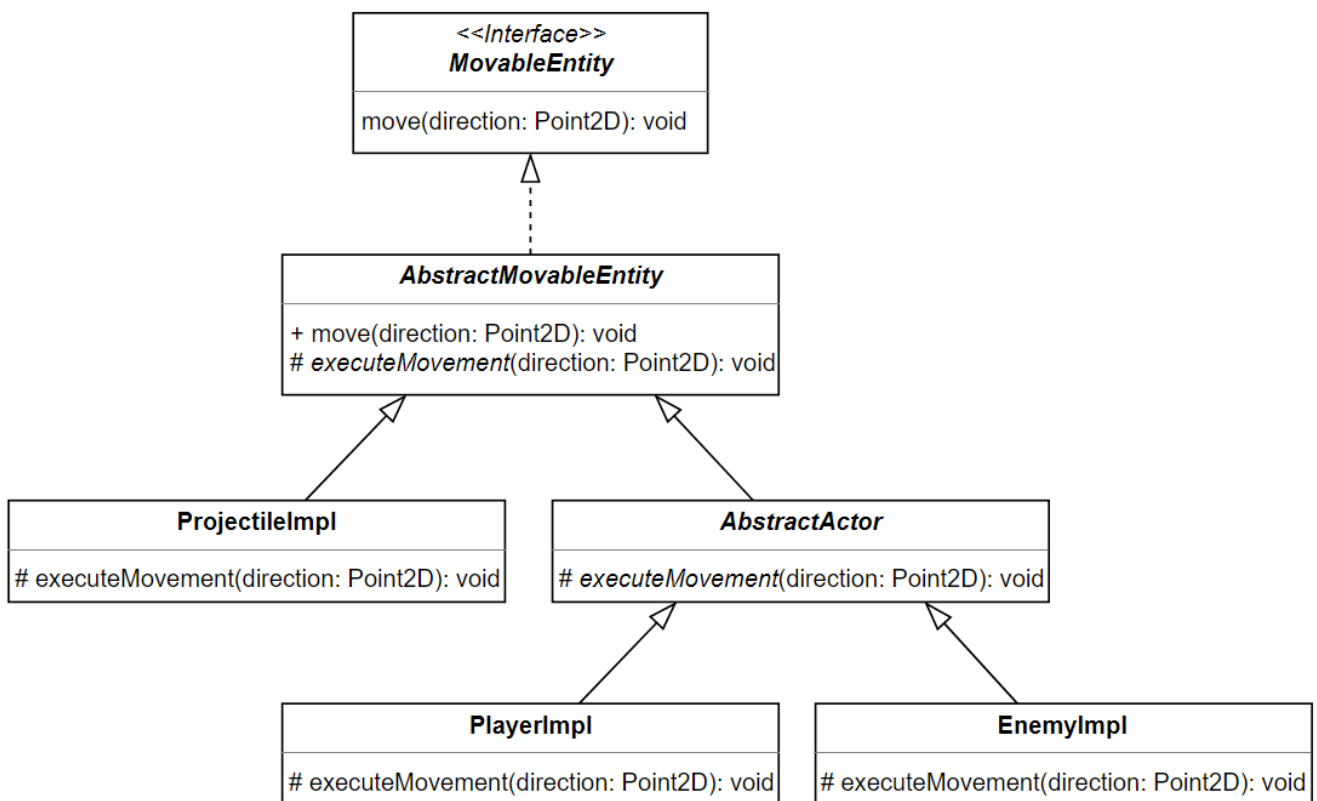 <<Interface>>
MovableEntity
move(direction: Point2D): void
AbstractMovableEntity
+ move(direction: Point2D): void
# executeMovement(direction: Point2D): void
ProjectileImpl
# executeMovement(direction: Point2D): void
AbstractActor
# executeMovement(direction: Point2D): void
PlayerImpl
# executeMovement(direction: Point2D): void
EnemyImpl
# executeMovement(direction: Point2D): void